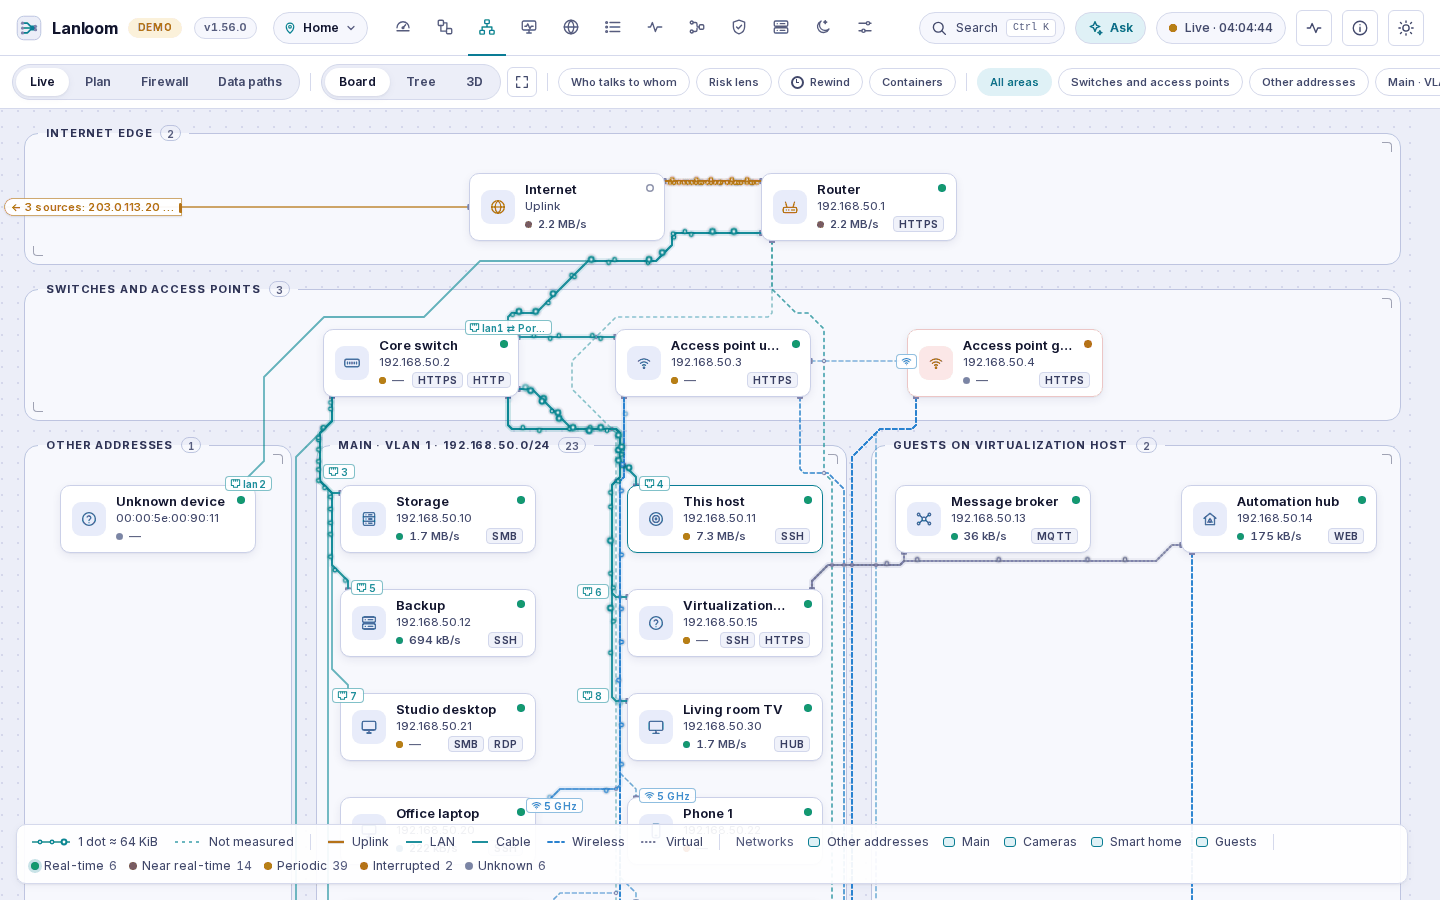 Lanloom DEMO v1.56.0 Home Search Ctrl K Ask Live · 04:04:44
Live Plan Firewall Data paths Board Tree 3D Who talks to whom Risk lens Rewind Containers All areas Switches and access points Other addresses Main · VLA
INTERNET EDGE 2
Internet
Uplink
2.2 MB/s
Router
192.168.50.1
2.2 MB/s HTTPS
← 3 sources: 203.0.113.20 ...
SWITCHES AND ACCESS POINTS 3
lan1 ⇄ Por...
Core switch
192.168.50.2
— HTTPS HTTP
Access point u...
192.168.50.3
— HTTPS
Access point g...
192.168.50.4
— HTTPS
OTHER ADDRESSES 1
lan2
Unknown device
00:00:5e:00:90:11
—
MAIN · VLAN 1 · 192.168.50.0/24 23
3
Storage
192.168.50.10
1.7 MB/s SMB
4
This host
192.168.50.11
7.3 MB/s SSH
5
Backup
192.168.50.12
694 kB/s SSH
6
Virtualization...
192.168.50.15
— SSH HTTPS
7
Studio desktop
192.168.50.21
— SMB RDP
8
Living room TV
192.168.50.30
1.7 MB/s HUB
5 GHz
Office laptop
192.168.50.20
5 GHz
Phone 1
192.168.50.22
GUESTS ON VIRTUALIZATION HOST 2
Message broker
192.168.50.13
36 kB/s MQTT
Automation hub
192.168.50.14
175 kB/s WEB
1 dot ≈ 64 KiB Not measured Uplink LAN Cable Wireless Virtual Networks Other addresses Main Cameras Smart home Guests
Real-time 6 Near real-time 14 Periodic 39 Interrupted 2 Unknown 6